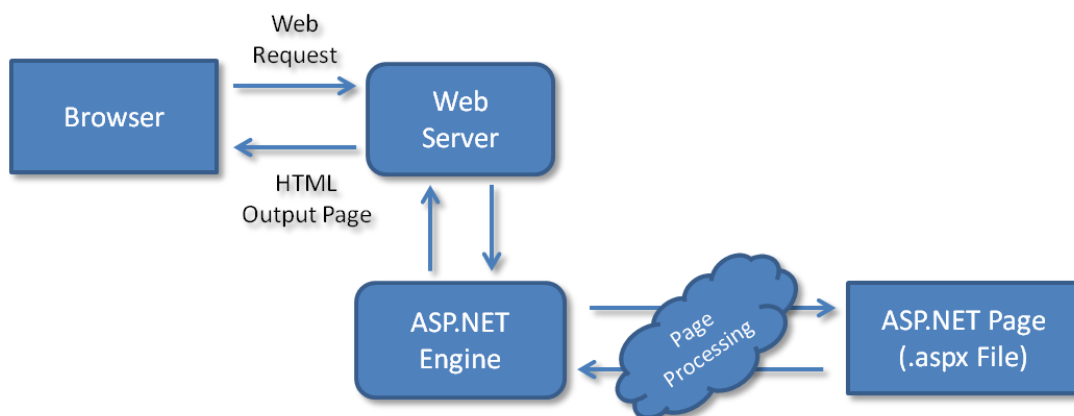 Web
Request
Browser
Web
Server
HTML
Output Page
ASP.NET
Engine
Page
Processing
ASP.NET Page
(.aspx File)